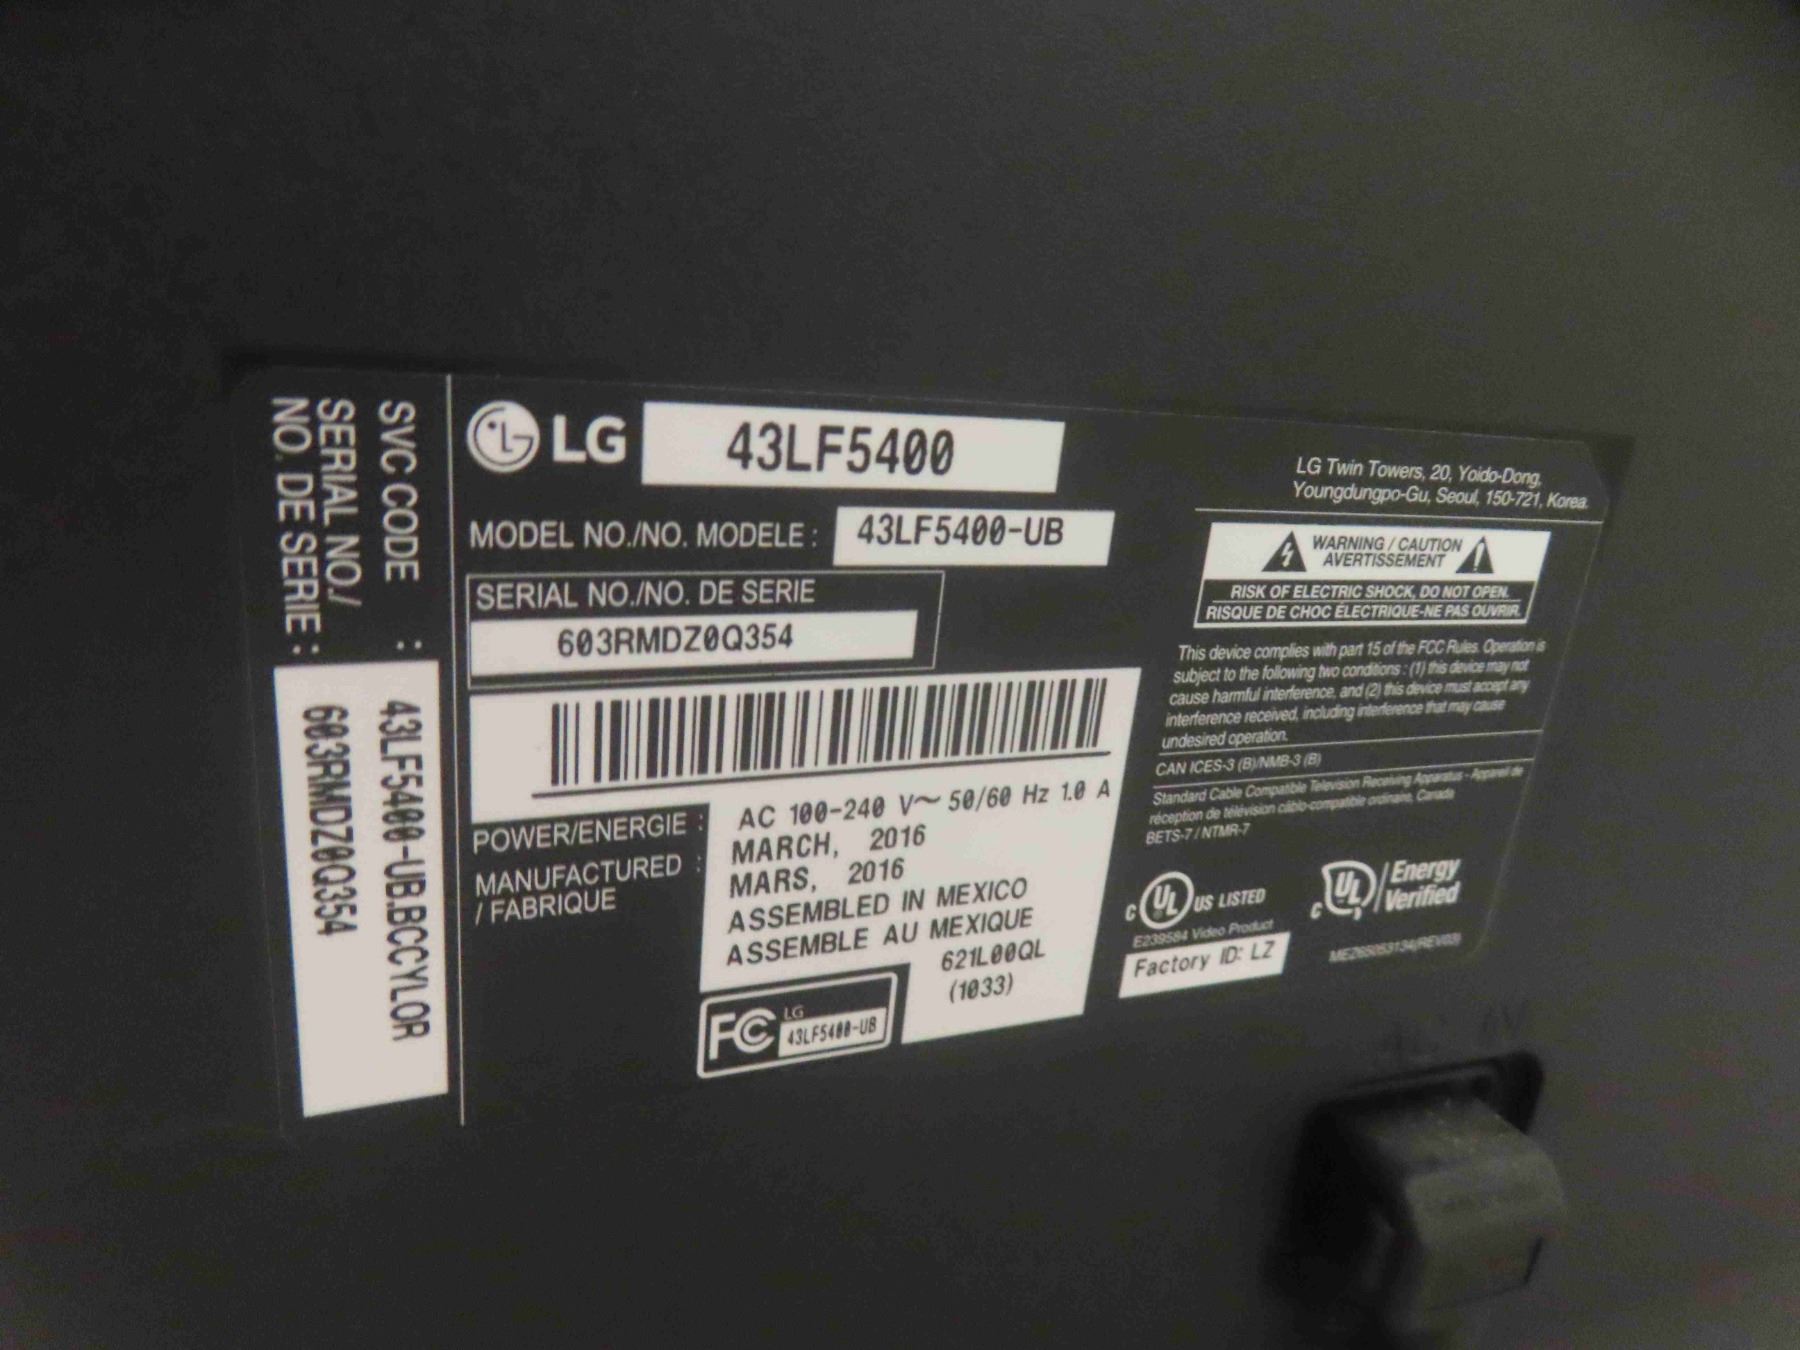 SVC CODE : 43LF5400-UB.BCCYLOR
SERIAL NO./
NO. DE SERIE : 603RMDZ0Q354
LG 43LF5400
MODEL NO./NO. MODELE : 43LF5400-UB
SERIAL NO./NO. DE SERIE
603RMDZ0Q354
POWER/ENERGIE : AC 100-240 V~ 50/60 Hz 1.0 A
MANUFACTURED : MARCH, 2016
/ FABRIQUE MARS, 2016
ASSEMBLED IN MEXICO
ASSEMBLE AU MEXIQUE
621L00QL
(1033)
FC LG
43LF5400-UB
LG Twin Towers, 20, Yoido-Dong,
Youngdungpo-Gu, Seoul, 150-721, Korea.
WARNING / CAUTION
AVERTISSEMENT
RISK OF ELECTRIC SHOCK, DO NOT OPEN.
RISQUE DE CHOC ÉLECTRIQUE-NE PAS OUVRIR.
This device complies with part 15 of the FCC Rules. Operation is
subject to the following two conditions : (1) this device may not
cause harmful interference, and (2) this device must accept any
interference received, including interference that may cause
undesired operation.
CAN ICES-3 (B)/NMB-3 (B)
Standard Cable Compatible Television Receiving Apparatus - Appareil de
réception de télévision câblo-compatible ordinaire, Canada
BETS-7 / NTMR-7
C UL US LISTED
E239584 Video Product
Factory ID: LZ
C UL Energy
Verified
MEZ65053134(REV03)